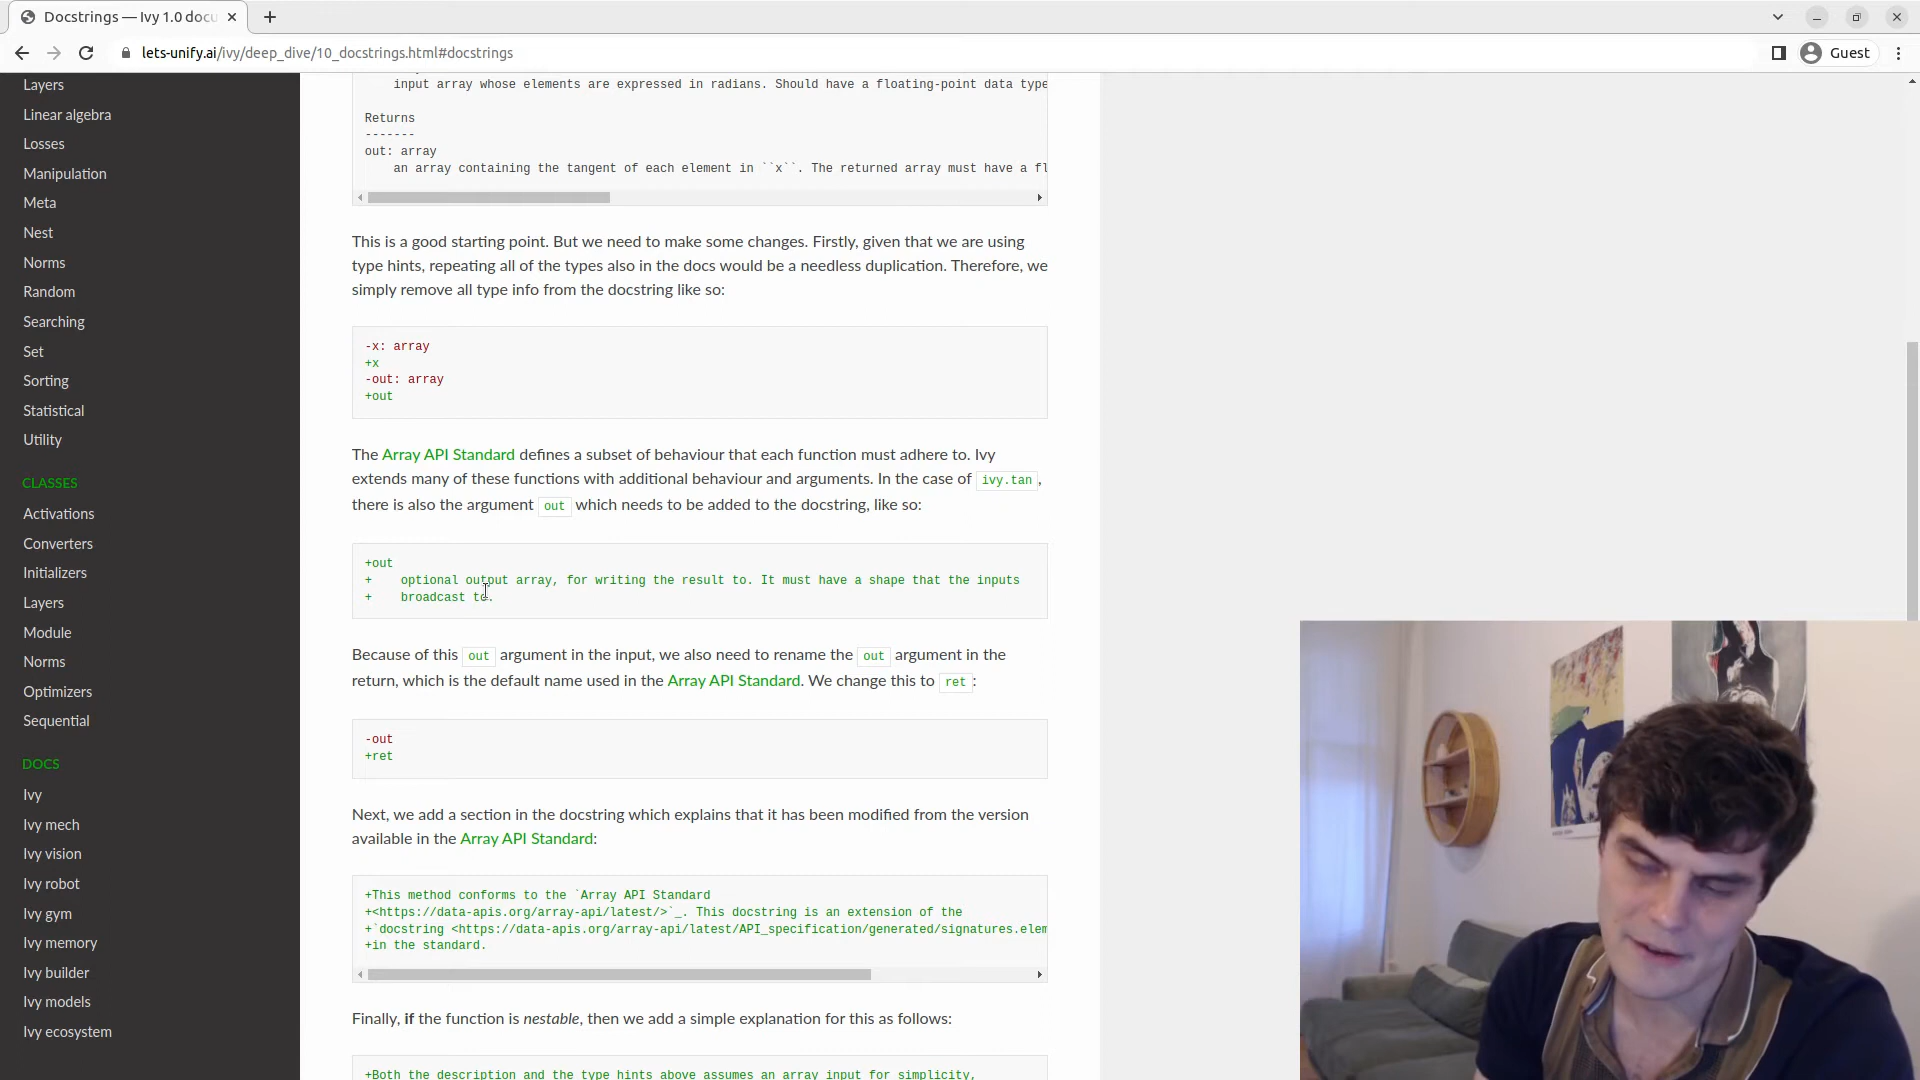 Docstrings — Ivy 1.0 docu
lets-unify.ai/ivy/deep_dive/10_docstrings.html#docstrings
Guest
Layers
Linear algebra
Losses
Manipulation
Meta
Nest
Norms
Random
Searching
Set
Sorting
Statistical
Utility
CLASSES
Activations
Converters
Initializers
Layers
Module
Norms
Optimizers
Sequential
DOCS
Ivy
Ivy mech
Ivy vision
Ivy robot
Ivy gym
Ivy memory
Ivy builder
Ivy models
Ivy ecosystem
input array whose elements are expressed in radians. Should have a floating-point data type
Returns
-------
out: array
an array containing the tangent of each element in ``x``. The returned array must have a fl
This is a good starting point. But we need to make some changes. Firstly, given that we are using
type hints, repeating all of the types also in the docs would be a needless duplication. Therefore, we
simply remove all type info from the docstring like so:
-x: array
+x
-out: array
+out
The Array API Standard defines a subset of behaviour that each function must adhere to. Ivy
extends many of these functions with additional behaviour and arguments. In the case of ivy.tan,
there is also the argument out which needs to be added to the docstring, like so:
+out
+    optional output array, for writing the result to. It must have a shape that the inputs
+    broadcast to.
Because of this out argument in the input, we also need to rename the out argument in the
return, which is the default name used in the Array API Standard. We change this to ret:
-out
+ret
Next, we add a section in the docstring which explains that it has been modified from the version
available in the Array API Standard:
+This method conforms to the `Array API Standard
+<https://data-apis.org/array-api/latest/>`_. This docstring is an extension of the
+`docstring <https://data-apis.org/array-api/latest/API_specification/generated/signatures.elem
+in the standard.
Finally, if the function is nestable, then we add a simple explanation for this as follows:
+Both the description and the type hints above assumes an array input for simplicity,